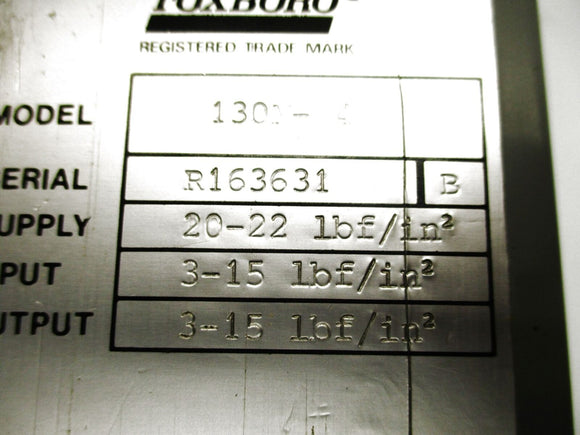 FOXBORO
REGISTERED TRADE MARK
MODEL
ERIAL R163631 B
UPPLY 20-22 lbf/in²
PUT 3-15 lbf/in²
UTPUT 3-15 lbf/in²